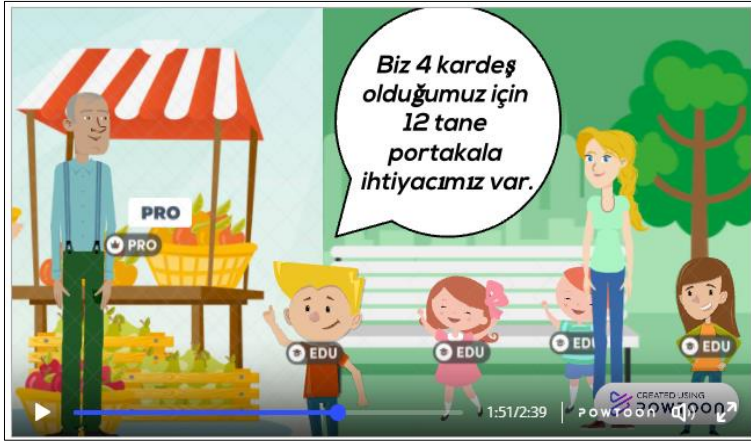 Biz 4 kardeş
olduğumuz için
12 tane
portakala
ihtiyacımız var.
PRO
PRO
EDU
EDU
EDU
EDU
1:51/2:39
POWTOON
CREATED USING
POWTOON